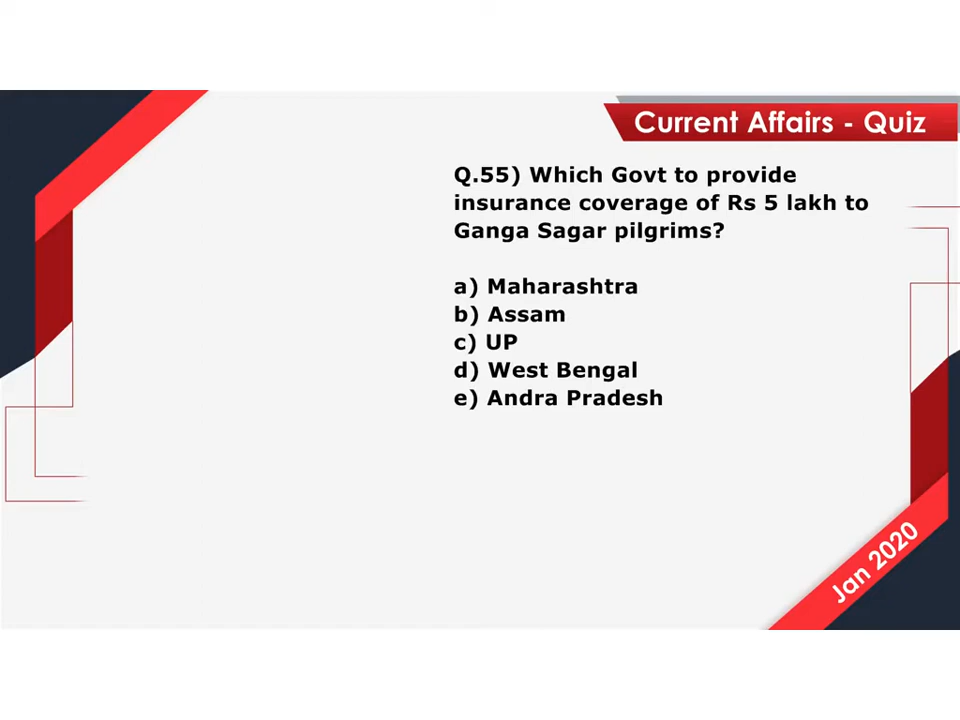 Current Affairs - Quiz
Q.55) Which Govt to provide
insurance coverage of Rs 5 lakh to
Ganga Sagar pilgrims?
a) Maharashtra
b) Assam
c) UP
d) West Bengal
e) Andra Pradesh
Jan 2020